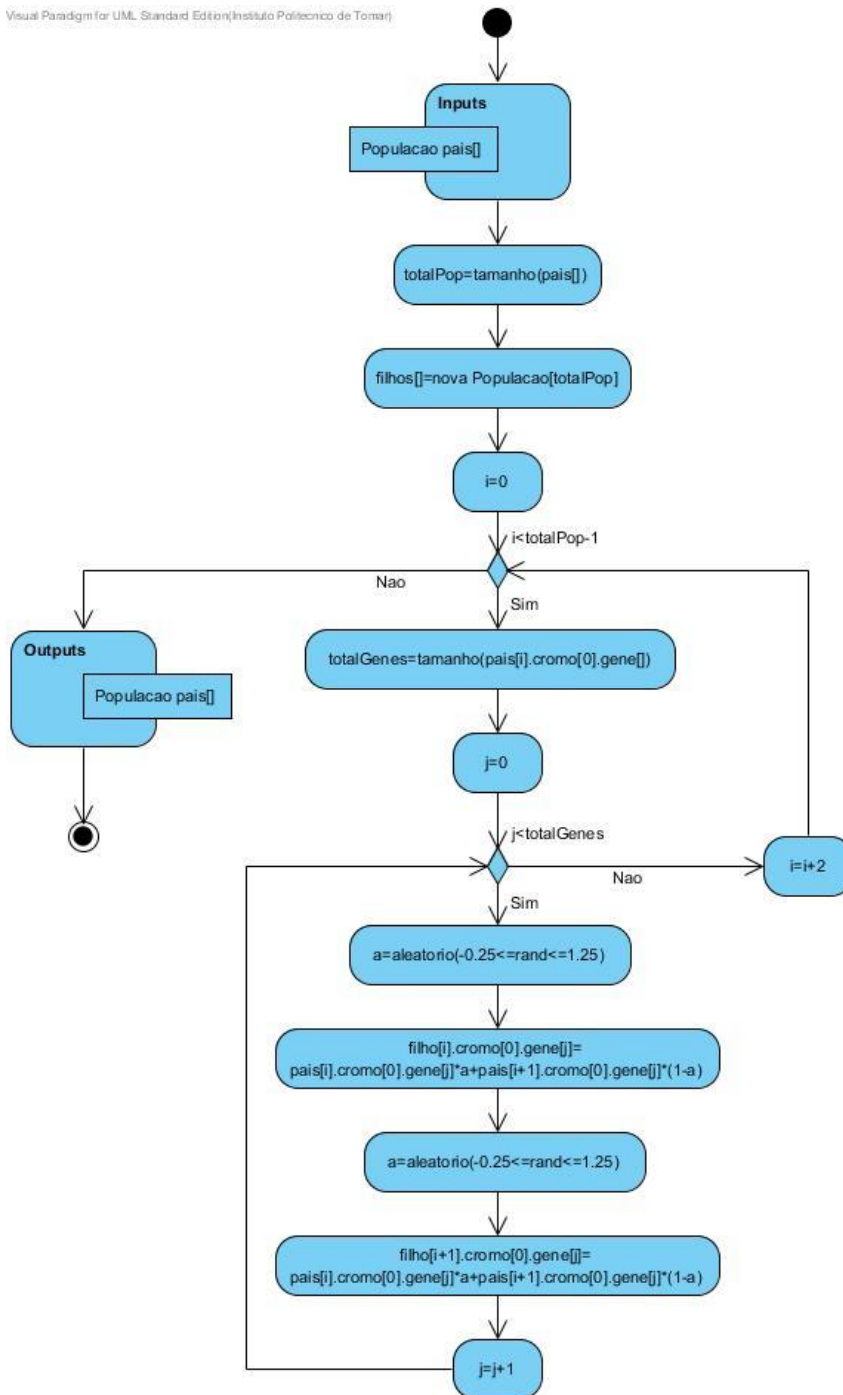 Visual Paradigm for UML Standard Edition(Instituto Politecnico de Tomar)
Inputs
Populacao pais[]
totalPop=tamanho(pais[])
filhos[]=nova Populacao[totalPop]
i=0
i<totalPop-1
Nao
Sim
Outputs
Populacao pais[]
totalGenes=tamanho(pais[i].cromo[0].gene[])
j=0
j<totalGenes
Nao
i=i+2
Sim
a=aleatorio(-0.25<=rand<=1.25)
filho[i].cromo[0].gene[j]=
pais[i].cromo[0].gene[j]*a+pais[i+1].cromo[0].gene[j]*(1-a)
a=aleatorio(-0.25<=rand<=1.25)
filho[i+1].cromo[0].gene[j]=
pais[i].cromo[0].gene[j]*a+pais[i+1].cromo[0].gene[j]*(1-a)
j=j+1